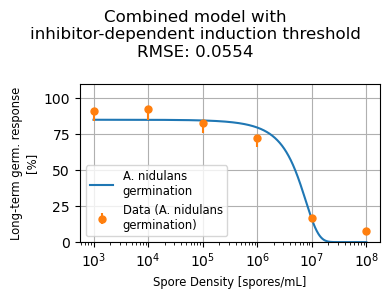 Combined model with
inhibitor-dependent induction threshold
RMSE: 0.0554
Long-term germ. response
[%]
100
75
50
25
0
A. nidulans
germination
Data (A. nidulans
germination)
10³
10⁴
10⁵
10⁶
10⁷
10⁸
Spore Density [spores/mL]